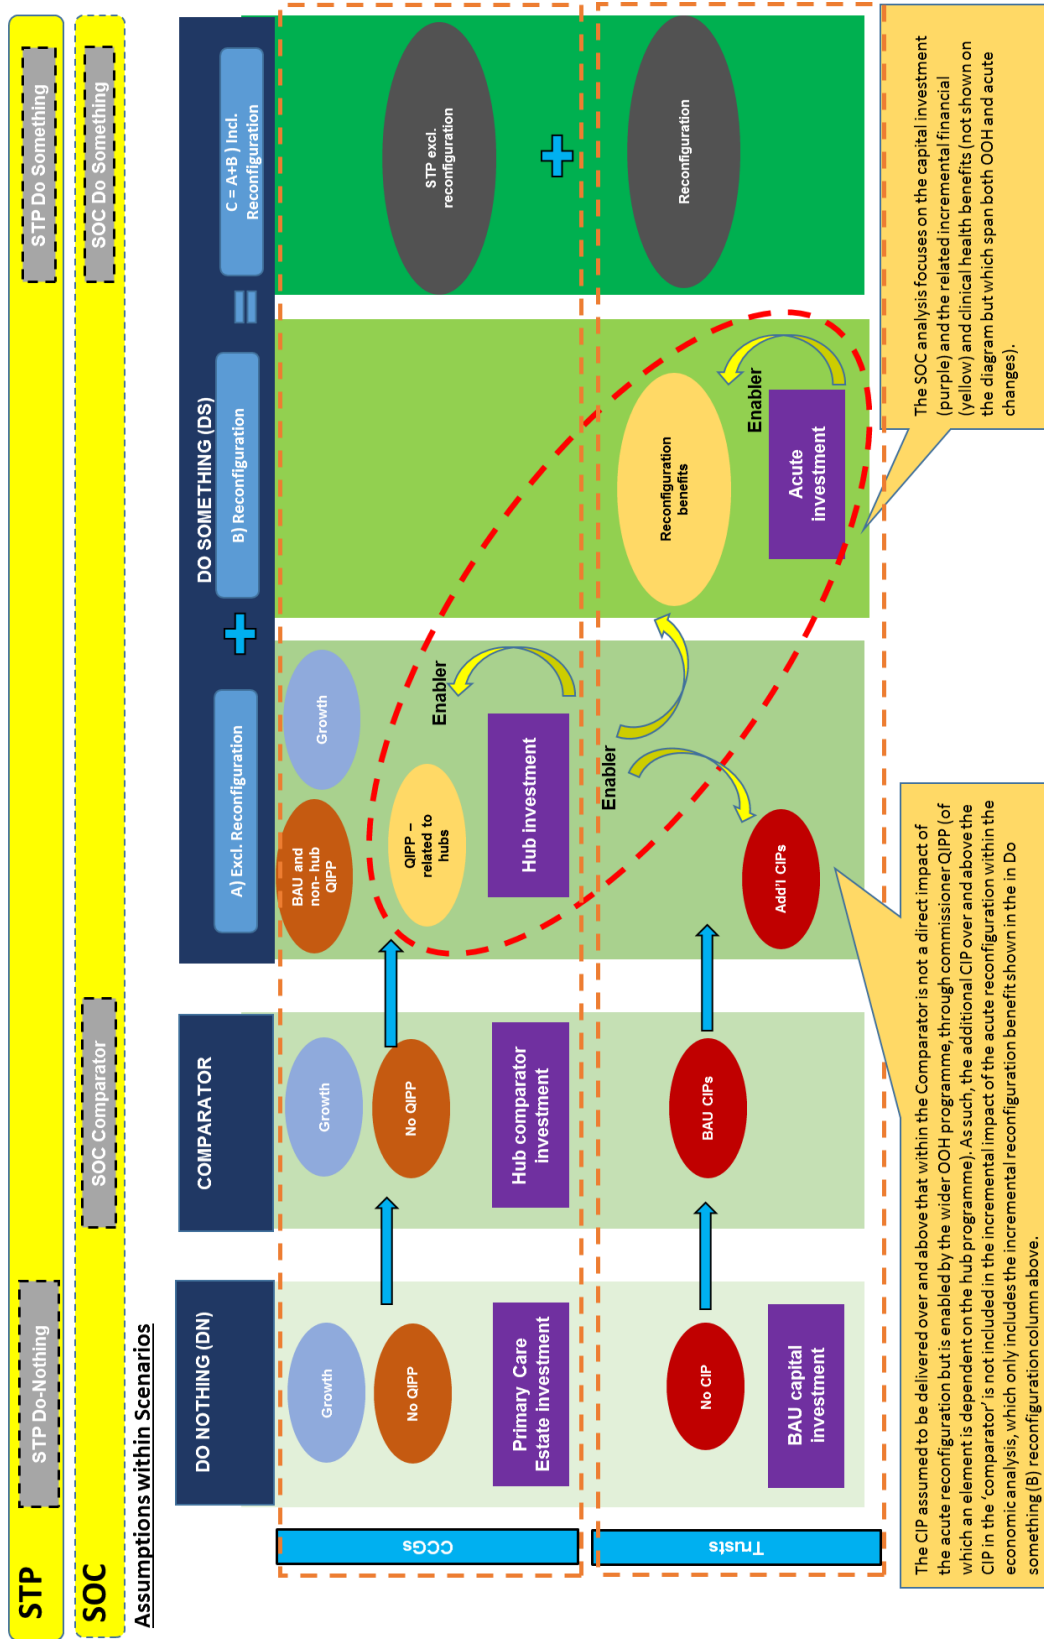 STP
STP Do-Nothing
STP Do Something
SOC
SOC Comparator
SOC Do Something
Assumptions within Scenarios
DO NOTHING (DN)
COMPARATOR
DO SOMETHING (DS)
A) Excl. Reconfiguration
B) Reconfiguration
C = A+B ) Incl.
Reconfiguration
CCGs
Growth
No QIPP
Primary Care
Estate Investment
Growth
No QIPP
Hub comparator
investment
BAU and
non- hub
QIPP
Growth
QIPP –
related to
hubs
Enabler
Hub investment
STP excl.
reconfiguration
Trusts
No CIP
BAU capital
investment
BAU CIPs
Enabler
Add'l CIPs
Reconfiguration
benefits
Enabler
Acute
investment
Reconfiguration
The CIP assumed to be delivered over and above that within the Comparator is not a direct impact of
the acute reconfiguration but is enabled by the wider OOH programme, through commissioner QIPP (of
which an element is dependent on the hub programme). As such, the additional CIP over and above the
CIP in the ‘comparator’ is not included in the incremental impact of the acute reconfiguration within the
economic analysis, which only includes the incremental reconfiguration benefit shown in the in Do
something (B) reconfiguration column above.
The SOC analysis focuses on the capital investment
(purple) and the related incremental financial
(yellow) and clinical health benefits (not shown on
the diagram but which span both OOH and acute
changes).